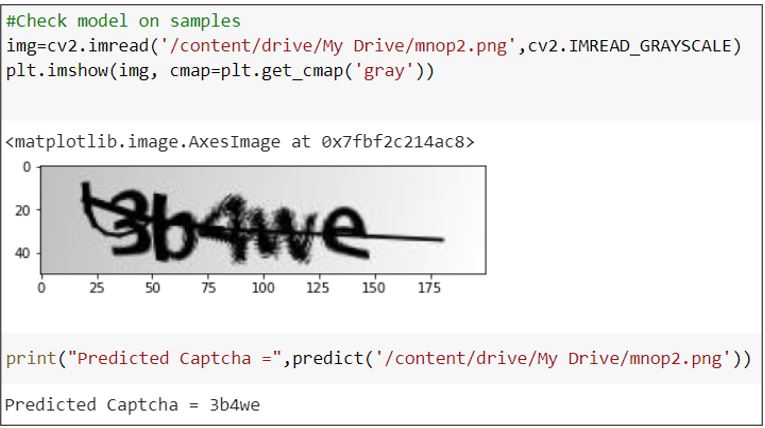 #Check model on samples
img=cv2.imread('/content/drive/My Drive/mnop2.png',cv2.IMREAD_GRAYSCALE)
plt.imshow(img, cmap=plt.get_cmap('gray'))
<matplotlib.image.AxesImage at 0x7fbf2c214ac8>
0
20
40
3b4we
0 25 50 75 100 125 150 175
print("Predicted Captcha =",predict('/content/drive/My Drive/mnop2.png'))
Predicted Captcha = 3b4we